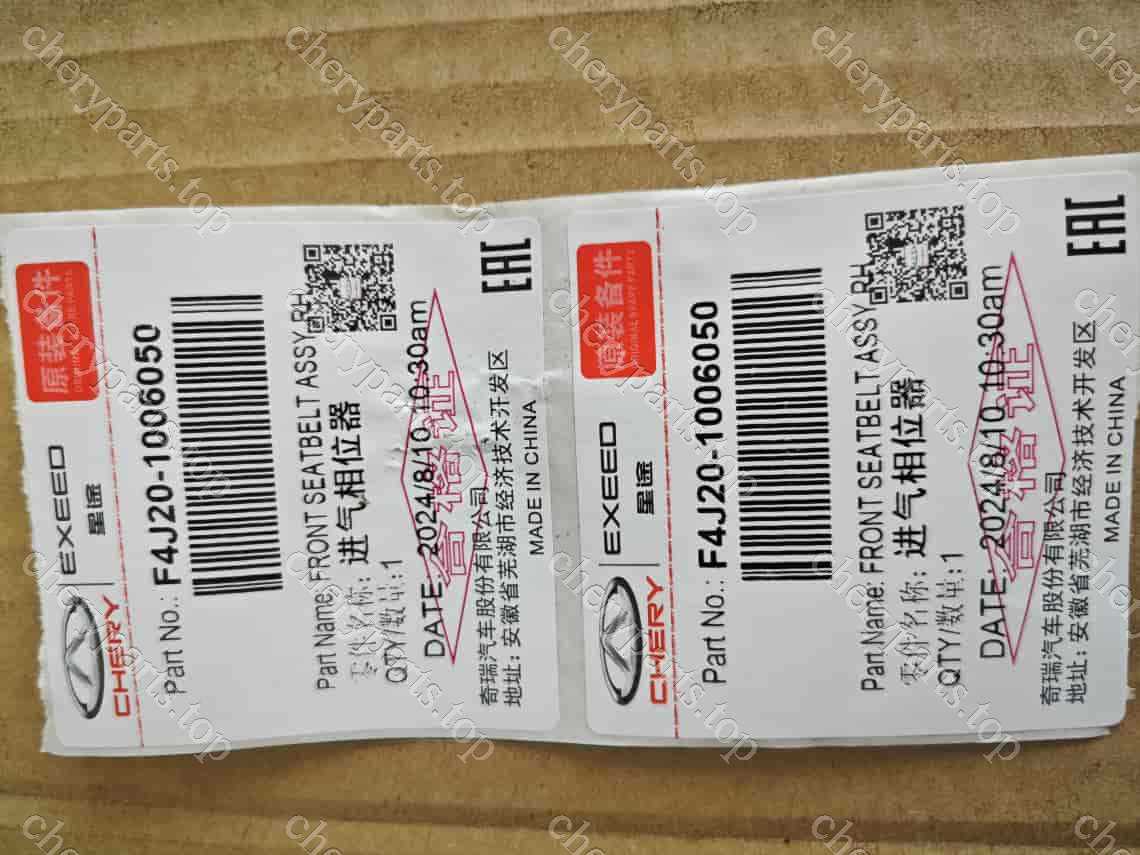 CHERY
EXEED
星途
原装备件
Part No.: F4J20-1006050
Part Name: FRONT SEATBELT ASSY,RH
零件名称: 进气相位器
QTY/数量:1
DATE: 2024/8/10 10:30am
合格证
奇瑞汽车股份有限公司
地址: 安徽省芜湖市经济技术开发区
MADE IN CHINA
EAC
CHERY
EXEED
星途
原装备件
ORIGINAL SPARE PARTS
Part No.: F4J20-1006050
Part Name: FRONT SEATBELT ASSY,RH
零件名称: 进气相位器
QTY/数量:1
DATE: 2024/8/10 10:30am
合格证
奇瑞汽车股份有限公司
地址: 安徽省芜湖市经济技术开发区
MADE IN CHINA
EAC
cheryparts.top